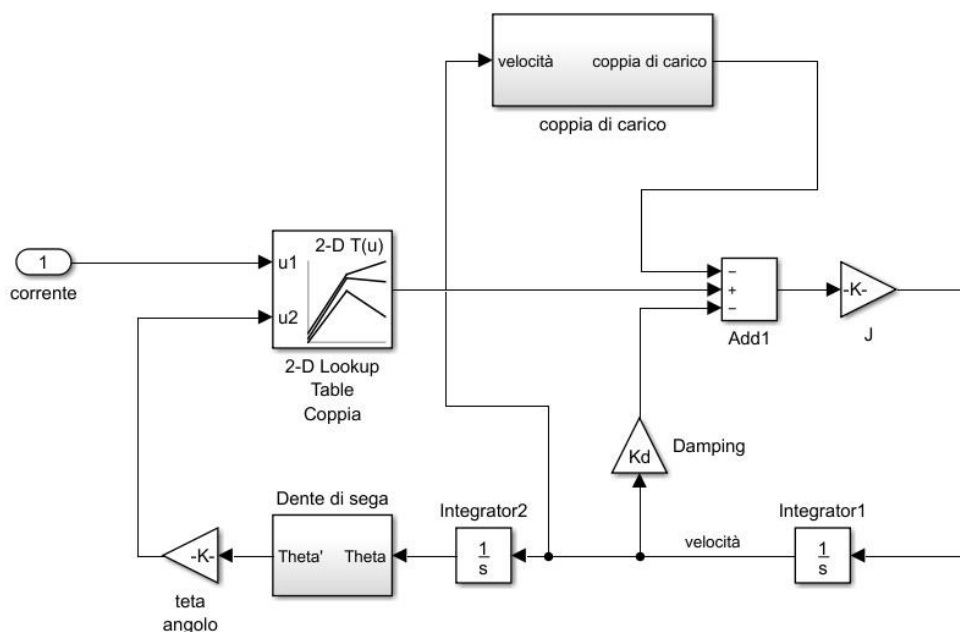 velocità
coppia di carico
coppia di carico
2-D T(u)
1
u1
corrente
u2
2-D Lookup
Table
Coppia
−
+
−
Add1
-K-
J
Kd
Damping
Dente di sega
Theta'
Theta
-K-
teta
angolo
Integrator2
1
s
velocità
Integrator1
1
s